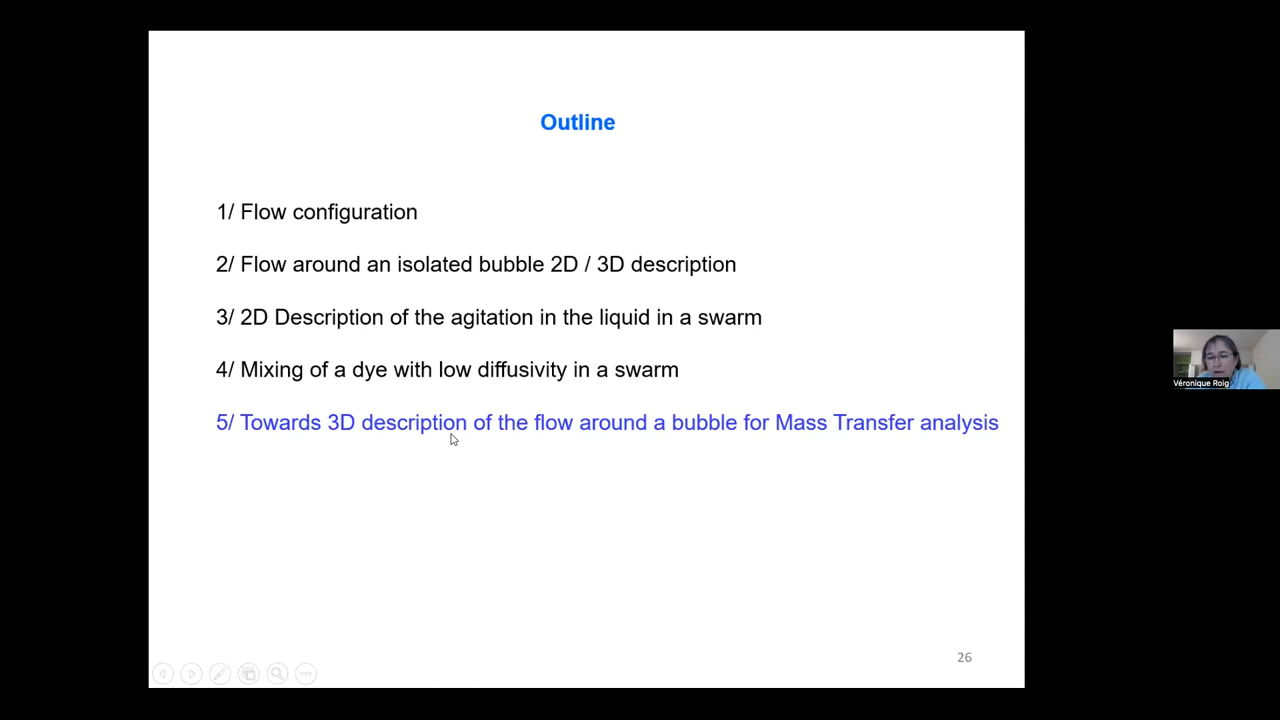 Outline
1/ Flow configuration
2/ Flow around an isolated bubble 2D / 3D description
3/ 2D Description of the agitation in the liquid in a swarm
4/ Mixing of a dye with low diffusivity in a swarm
5/ Towards 3D description of the flow around a bubble for Mass Transfer analysis
Véronique Roig
26